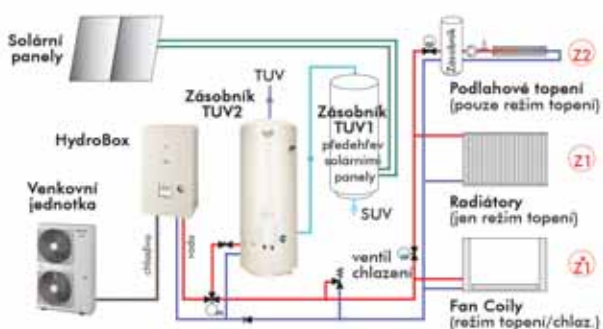 Solární
panely
TUV
Zásobník
TUV2
Zásobník
TUV1
předehřev
solárními
panely
SUV
HydroBox
Venkovní
jednotka
chladivo
voda
ventil
chlazení
Zásobník
Z2
Podlahové topení
(pouze režim topení)
Z1
Radiátory
(jen režim topení)
Z1
Fan Coily
(režim topení/chlaz.)